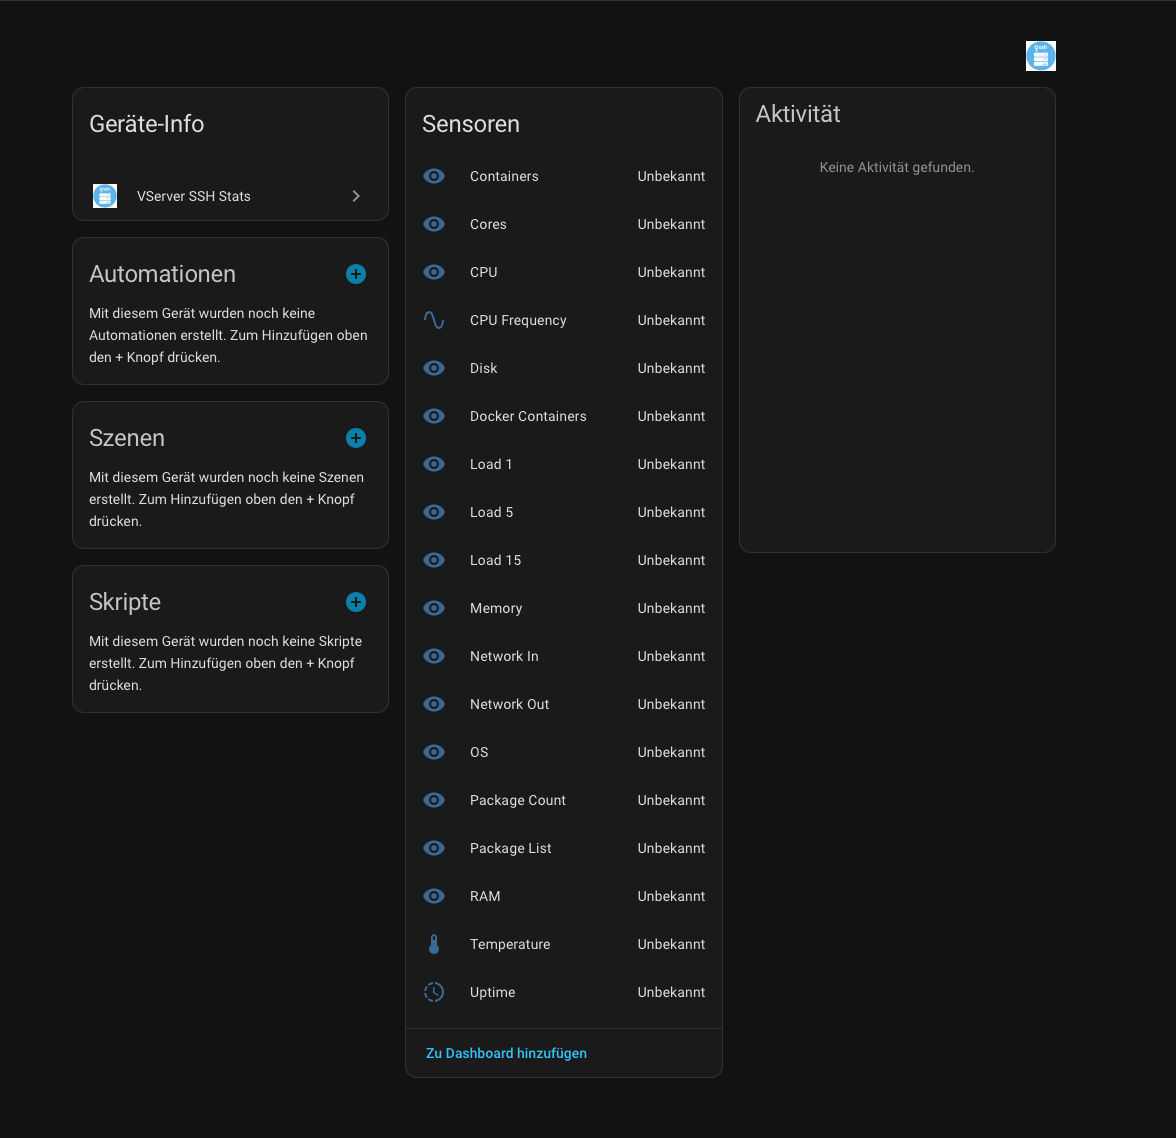 Geräte-Info
VServer SSH Stats
Automationen
Mit diesem Gerät wurden noch keine
Automationen erstellt. Zum Hinzufügen oben
den + Knopf drücken.
Szenen
Mit diesem Gerät wurden noch keine Szenen
erstellt. Zum Hinzufügen oben den + Knopf
drücken.
Skripte
Mit diesem Gerät wurden noch keine Skripte
erstellt. Zum Hinzufügen oben den + Knopf
drücken.
Sensoren
Containers Unbekannt
Cores Unbekannt
CPU Unbekannt
CPU Frequency Unbekannt
Disk Unbekannt
Docker Containers Unbekannt
Load 1 Unbekannt
Load 5 Unbekannt
Load 15 Unbekannt
Memory Unbekannt
Network In Unbekannt
Network Out Unbekannt
OS Unbekannt
Package Count Unbekannt
Package List Unbekannt
RAM Unbekannt
Temperature Unbekannt
Uptime Unbekannt
Zu Dashboard hinzufügen
Aktivität
Keine Aktivität gefunden.